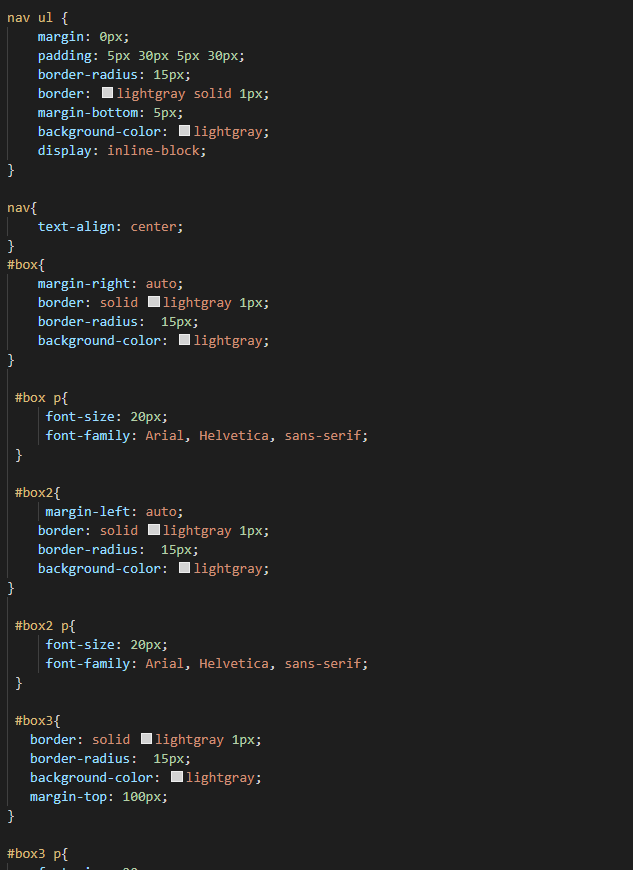 nav ul {
    margin: 0px;
    padding: 5px 30px 5px 30px;
    border-radius: 15px;
    border: lightgray solid 1px;
    margin-bottom: 5px;
    background-color: lightgray;
    display: inline-block;
}

nav{
    text-align: center;
}
#box{
    margin-right: auto;
    border: solid lightgray 1px;
    border-radius:  15px;
    background-color: lightgray;
}

 #box p{
     font-size: 20px;
     font-family: Arial, Helvetica, sans-serif;
 }

 #box2{
     margin-left: auto;
    border: solid lightgray 1px;
    border-radius:  15px;
    background-color: lightgray;
}

 #box2 p{
     font-size: 20px;
     font-family: Arial, Helvetica, sans-serif;
 }

 #box3{
   border: solid lightgray 1px;
   border-radius:  15px;
   background-color: lightgray;
   margin-top: 100px;
}

#box3 p{